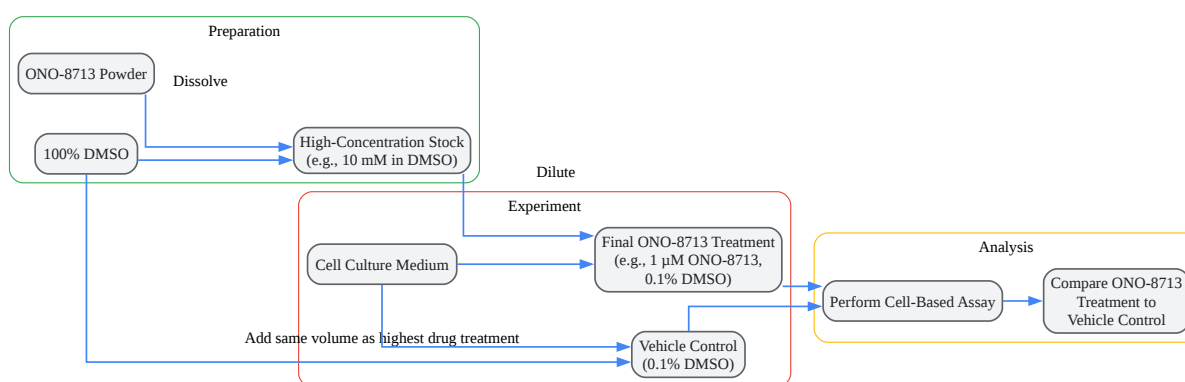 Preparation
ONO-8713 Powder
Dissolve
100% DMSO
High-Concentration Stock
(e.g., 10 mM in DMSO)
Dilute
Experiment
Cell Culture Medium
Final ONO-8713 Treatment
(e.g., 1 µM ONO-8713,
0.1% DMSO)
Add same volume as highest drug treatment
Vehicle Control
(0.1% DMSO)
Analysis
Perform Cell-Based Assay
Compare ONO-8713
Treatment to
Vehicle Control